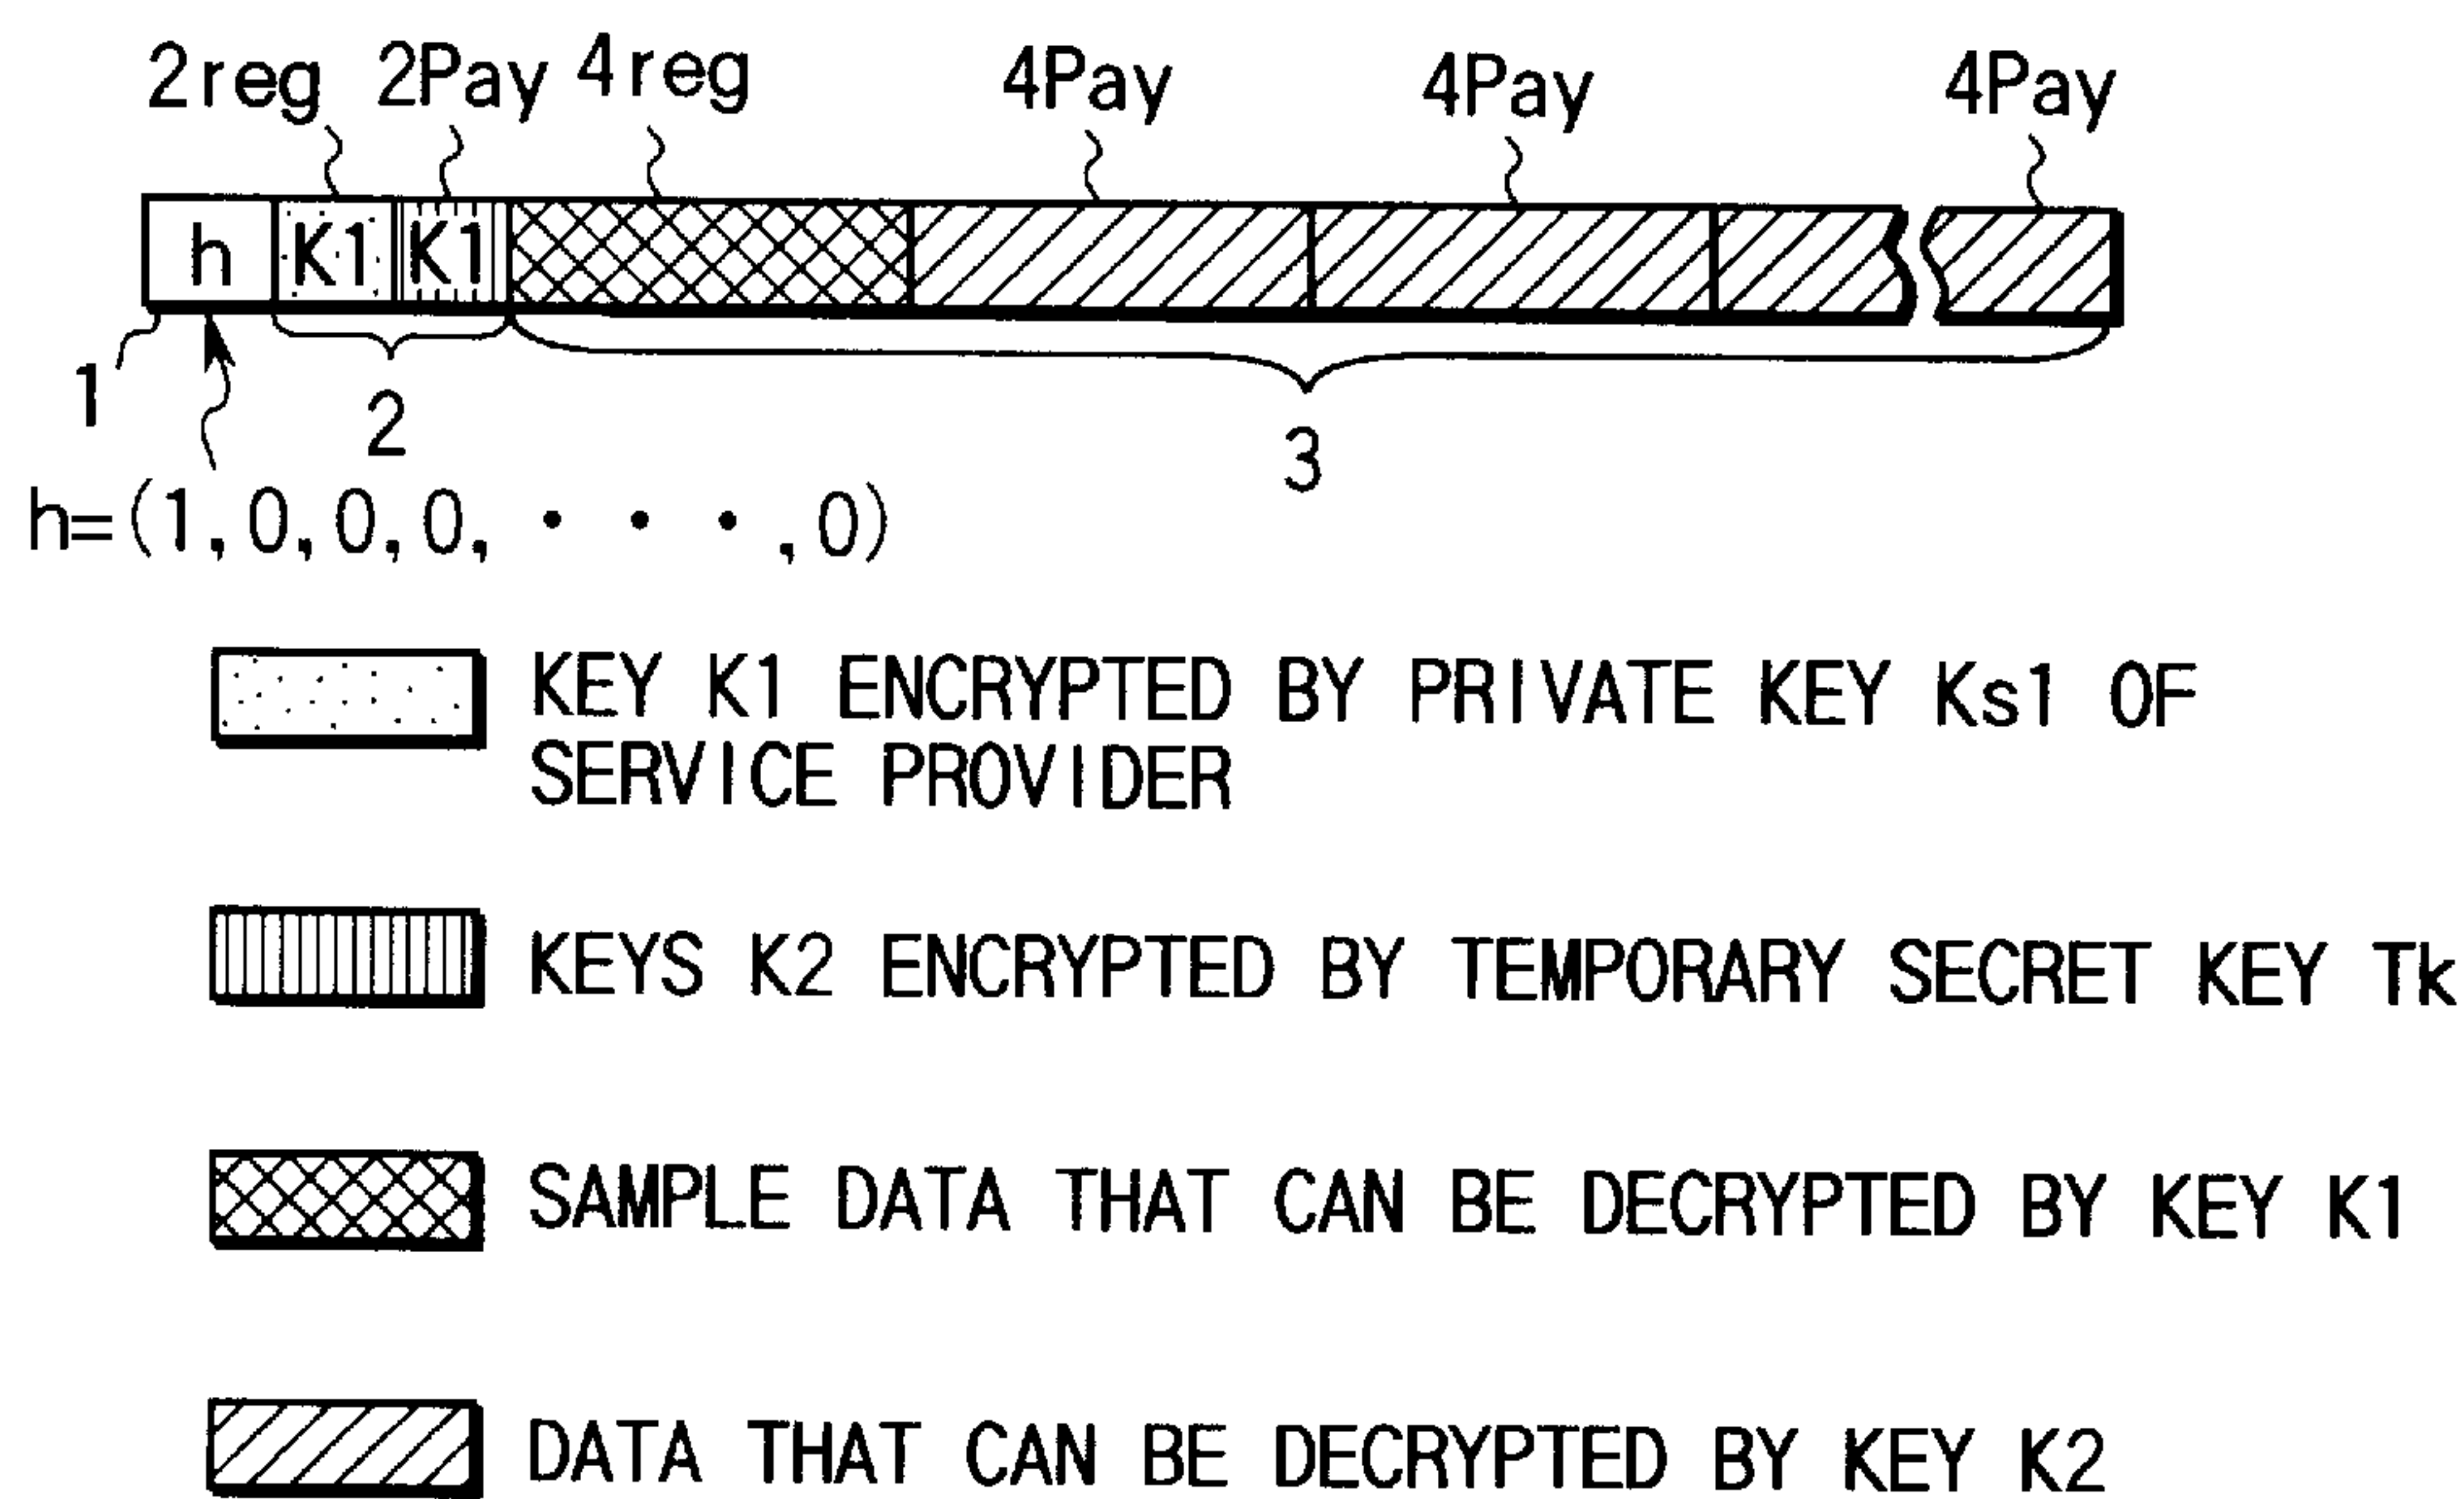 2reg 2Pay 4reg 4Pay 4Pay 4Pay
h K1 K1
1
2
3
h=(1,0,0,0, · · · ,0)
KEY K1 ENCRYPTED BY PRIVATE KEY Ks1 OF
SERVICE PROVIDER
KEYS K2 ENCRYPTED BY TEMPORARY SECRET KEY Tk
SAMPLE DATA THAT CAN BE DECRYPTED BY KEY K1
DATA THAT CAN BE DECRYPTED BY KEY K2